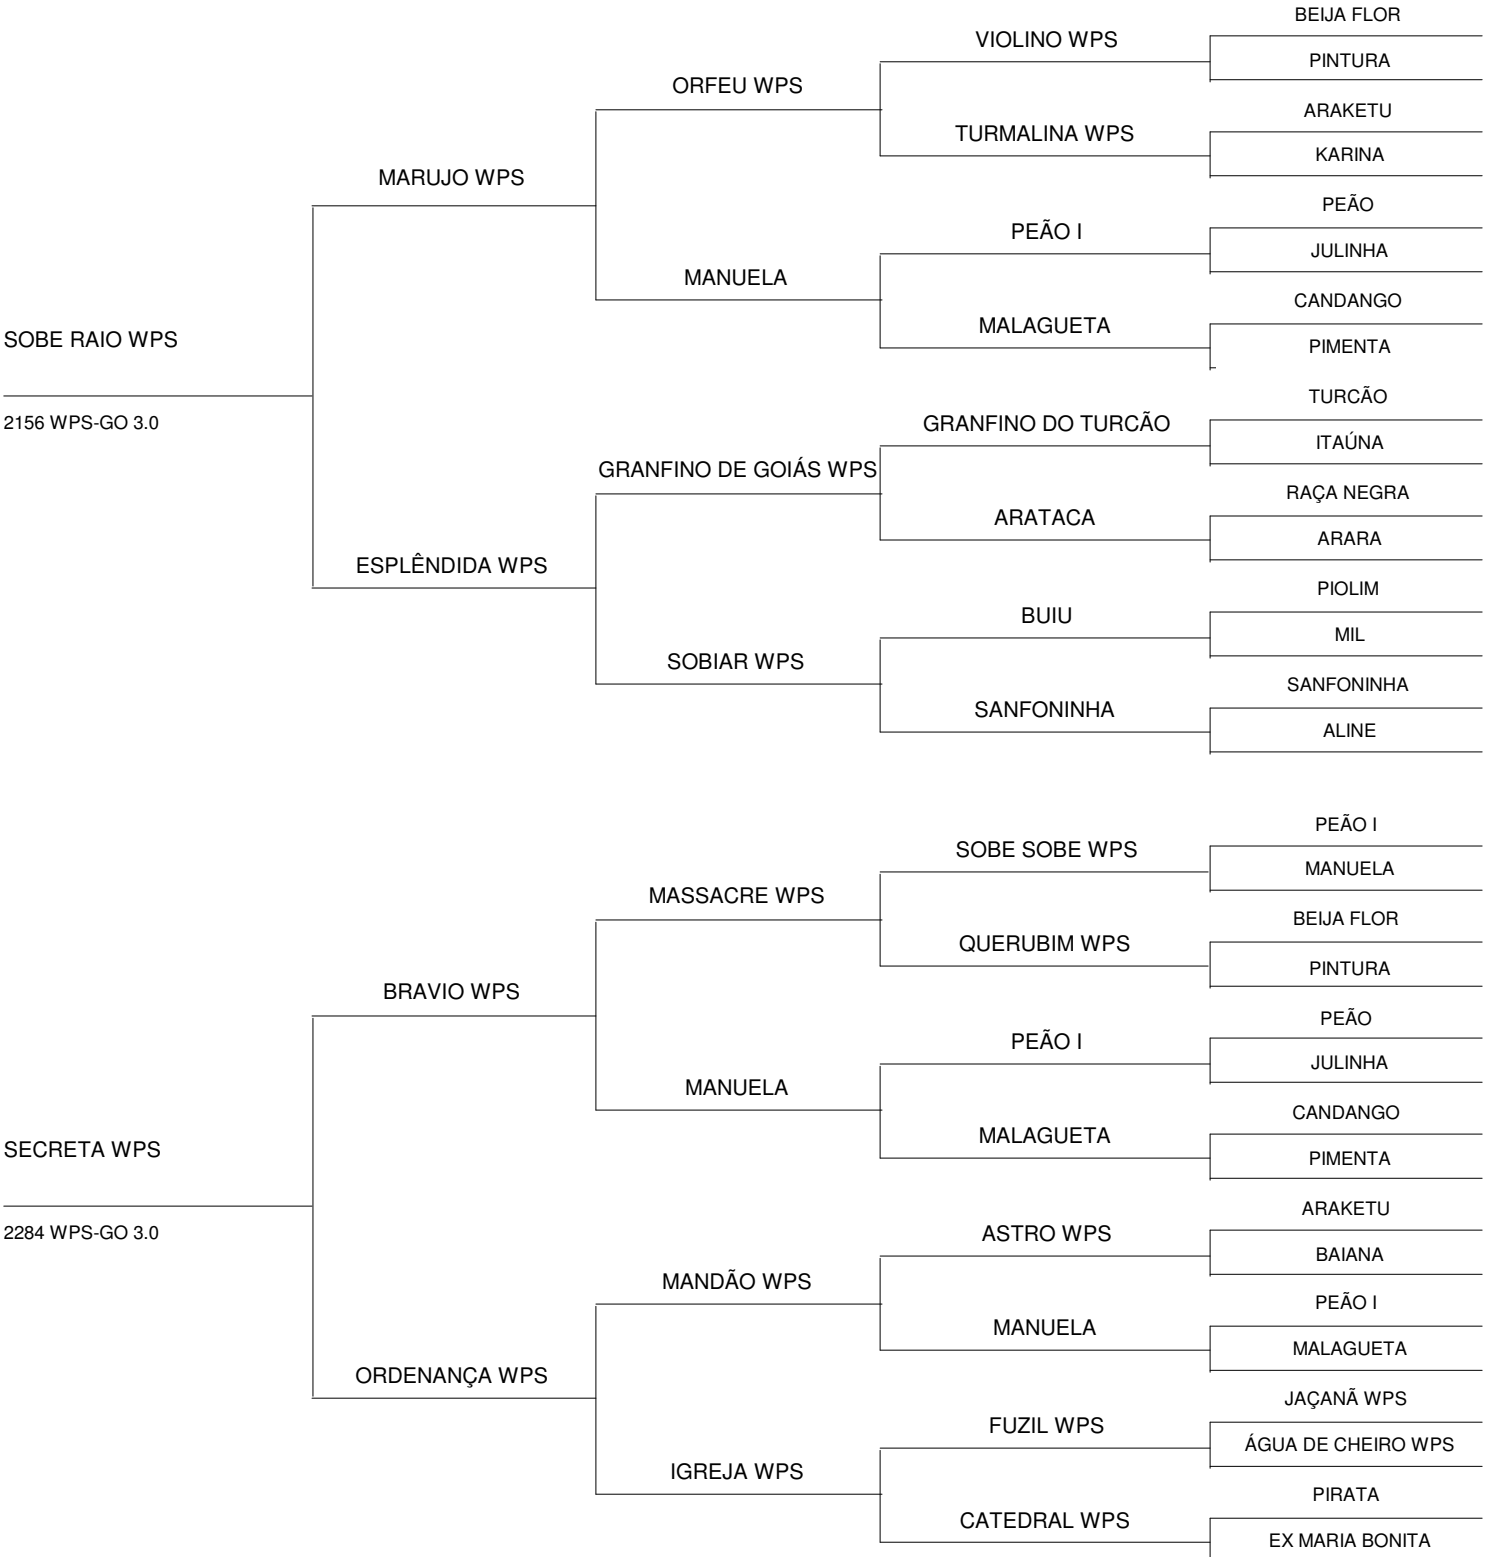 BEIJA FLOR
VIOLINO WPS
PINTURA
ORFEU WPS
ARAKETU
TURMALINA WPS
KARINA
MARUJO WPS
PEÃO
PEÃO I
JULINHA
MANUELA
CANDANGO
MALAGUETA
PIMENTA
SOBE RAIO WPS
2156 WPS-GO 3.0
TURCÃO
GRANFINO DO TURCÃO
ITAÚNA
GRANFINO DE GOIÁS WPS
RAÇA NEGRA
ARATACA
ARARA
ESPLÊNDIDA WPS
PIOLIM
BUIU
MIL
SOBIAR WPS
SANFONINHA
SANFONINHA
ALINE
PEÃO I
SOBE SOBE WPS
MANUELA
MASSACRE WPS
BEIJA FLOR
QUERUBIM WPS
PINTURA
BRAVIO WPS
PEÃO
PEÃO I
JULINHA
MANUELA
CANDANGO
MALAGUETA
PIMENTA
SECRETA WPS
2284 WPS-GO 3.0
ARAKETU
ASTRO WPS
BAIANA
MANDÃO WPS
PEÃO I
MANUELA
MALAGUETA
ORDENANÇA WPS
JAÇANÃ WPS
FUZIL WPS
ÁGUA DE CHEIRO WPS
IGREJA WPS
PIRATA
CATEDRAL WPS
EX MARIA BONITA